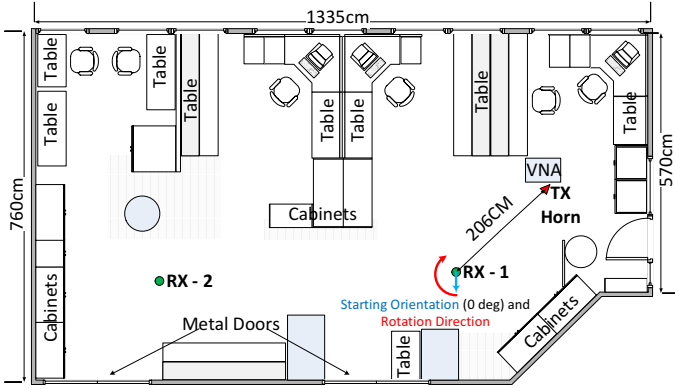 1335cm
760cm
570cm
Table
Table
Table
Table
Table
Table
Table
Table
VNA
TX
Horn
206CM
Cabinets
RX - 1
RX - 2
Starting Orientation (0 deg) and
Rotation Direction
Cabinets
Cabinets
Metal Doors
Table